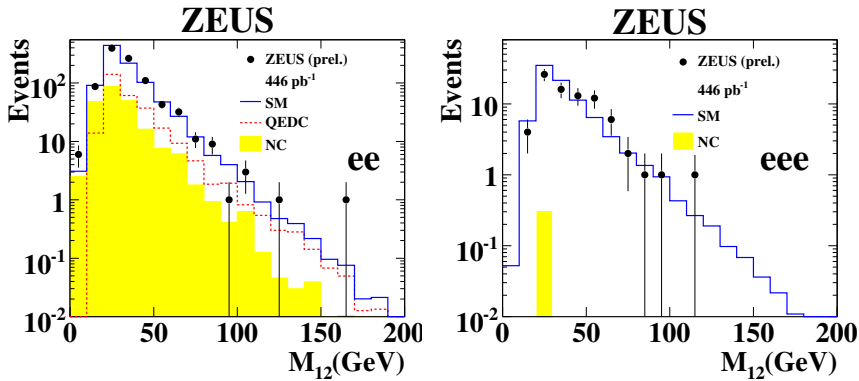 ZEUS
Events
10²
10
1
10⁻¹
10⁻²
ZEUS (prel.)
446 pb⁻¹
SM
QEDC
NC
ee
0 50 100 150 200
M₁₂(GeV)
ZEUS
Events
10
1
10⁻¹
10⁻²
ZEUS (prel.)
446 pb⁻¹
SM
NC
eee
0 50 100 150 200
M₁₂(GeV)